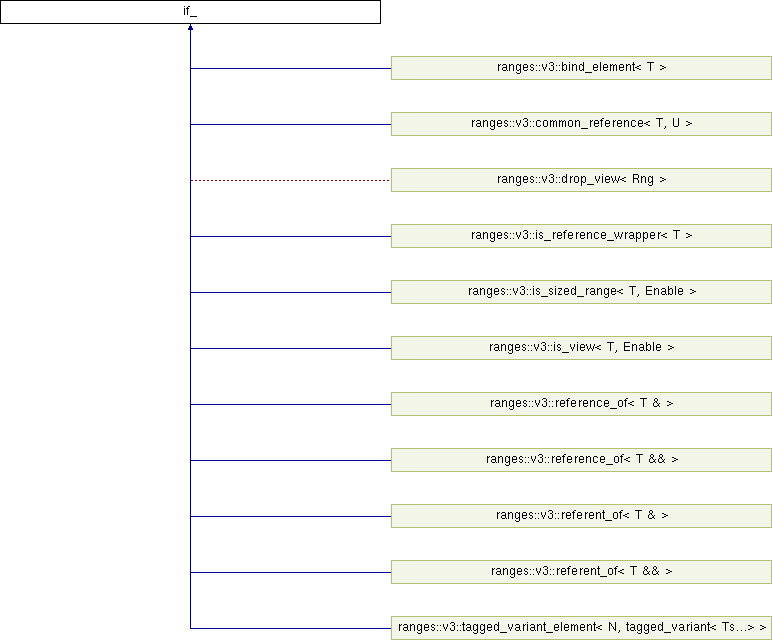 if_
ranges::v3::bind_element< T >
ranges::v3::common_reference< T, U >
ranges::v3::drop_view< Rng >
ranges::v3::is_reference_wrapper< T >
ranges::v3::is_sized_range< T, Enable >
ranges::v3::is_view< T, Enable >
ranges::v3::reference_of< T & >
ranges::v3::reference_of< T && >
ranges::v3::referent_of< T & >
ranges::v3::referent_of< T && >
ranges::v3::tagged_variant_element< N, tagged_variant< Ts...> >